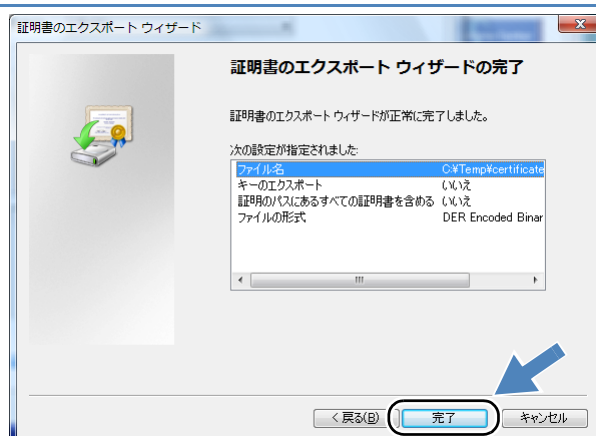 証明書のエクスポート ウィザード
証明書のエクスポート ウィザードの完了
証明書のエクスポート ウィザードが正常に完了しました。
次の設定が指定されました:
ファイル名 C:¥Temp¥certificate
キーのエクスポート いいえ
証明のパスにあるすべての証明書を含める いいえ
ファイルの形式 DER Encoded Binar
< 戻る(B) 完了 キャンセル